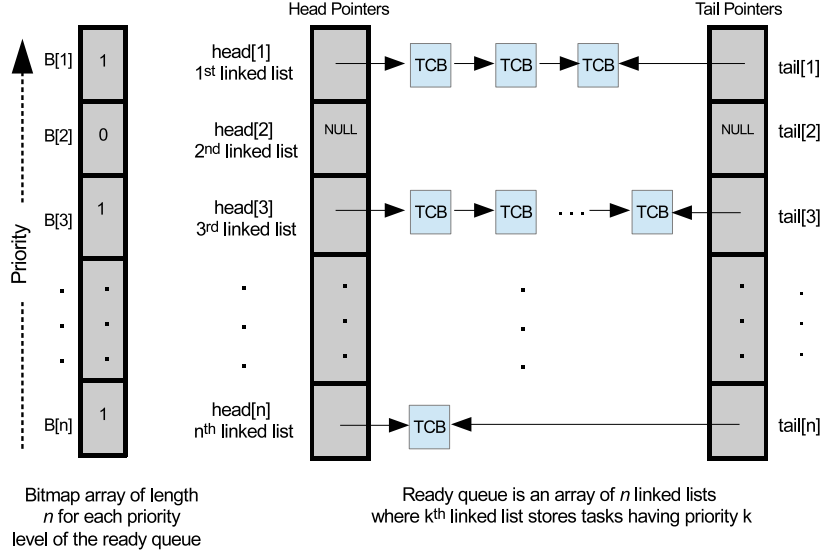 Head Pointers
Tail Pointers
B[1]
1
head[1]
1st linked list
TCB
TCB
TCB
tail[1]
B[2]
0
head[2]
2nd linked list
NULL
NULL
tail[2]
B[3]
1
head[3]
3rd linked list
TCB
TCB
...
TCB
tail[3]
Priority
B[n]
1
head[n]
nth linked list
TCB
tail[n]
Bitmap array of length
n for each priority
level of the ready queue
Ready queue is an array of n linked lists
where kth linked list stores tasks having priority k